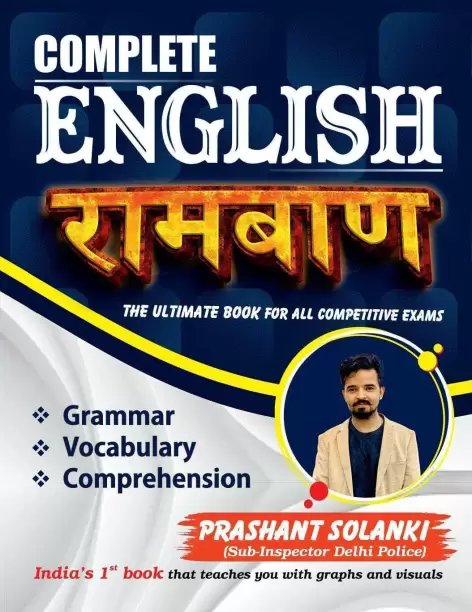 COMPLETE
ENGLISH
रामबाण
THE ULTIMATE BOOK FOR ALL COMPETITIVE EXAMS
❖ Grammar
❖ Vocabulary
❖ Comprehension
PRASHANT SOLANKI
(Sub-Inspector Delhi Police)
India's 1st book that teaches you with graphs and visuals